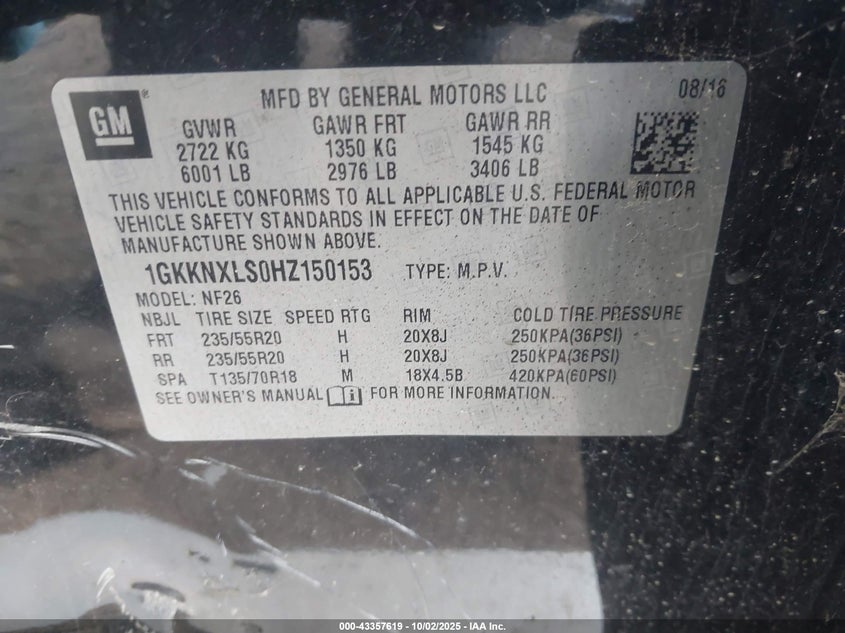 GM ®
MFD BY GENERAL MOTORS LLC 08/16
GVWR GAWR FRT GAWR RR
2722 KG 1350 KG 1545 KG
6001 LB 2976 LB 3406 LB
THIS VEHICLE CONFORMS TO ALL APPLICABLE U.S. FEDERAL MOTOR
VEHICLE SAFETY STANDARDS IN EFFECT ON THE DATE OF
MANUFACTURE SHOWN ABOVE.
1GKKNXLS0HZ150153 TYPE: M.P.V.
MODEL: NF26
NBJL TIRE SIZE SPEED RTG RIM COLD TIRE PRESSURE
FRT 235/55R20 H 20X8J 250KPA(36PSI)
RR 235/55R20 H 20X8J 250KPA(36PSI)
SPA T135/70R18 M 18X4.5B 420KPA(60PSI)
SEE OWNER'S MANUAL FOR MORE INFORMATION.
000-43357619 - 10/02/2025 - IAA Inc.